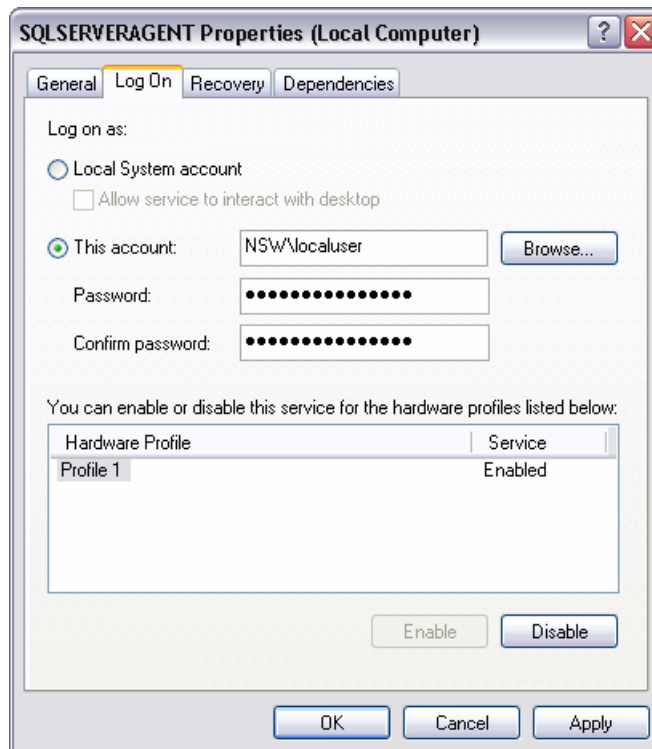 SQLSERVERAGENT Properties (Local Computer)
General Log On Recovery Dependencies
Log on as:
Local System account
Allow service to interact with desktop
This account: NSW\localuser Browse...
Password: ●●●●●●●●●●●●●●●
Confirm password: ●●●●●●●●●●●●●●●
You can enable or disable this service for the hardware profiles listed below:
Hardware Profile Service
Profile 1 Enabled
Enable Disable
OK Cancel Apply